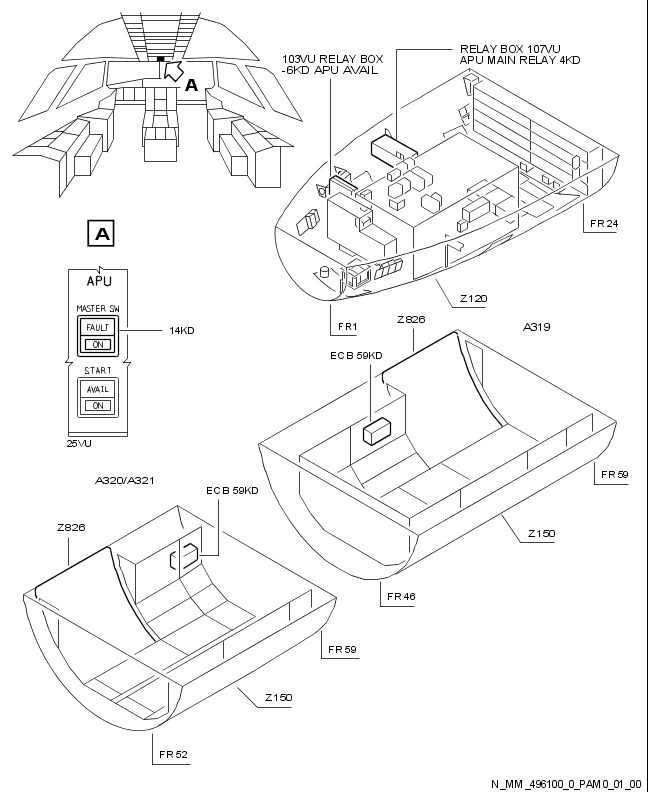 103VU RELAY BOX
-6KD APU AVAIL
RELAY BOX 107VU
APU MAIN RELAY 4KD
A
A
APU
MASTER SW
FAULT
ON
14KD
START
AVAIL
ON
25VU
FR24
Z120
FR1
Z826
A319
ECB 59KD
FR59
Z150
FR46
A320/A321
ECB 59KD
Z826
FR59
Z150
FR52
N_MM_496100_0_PAM0_01_00